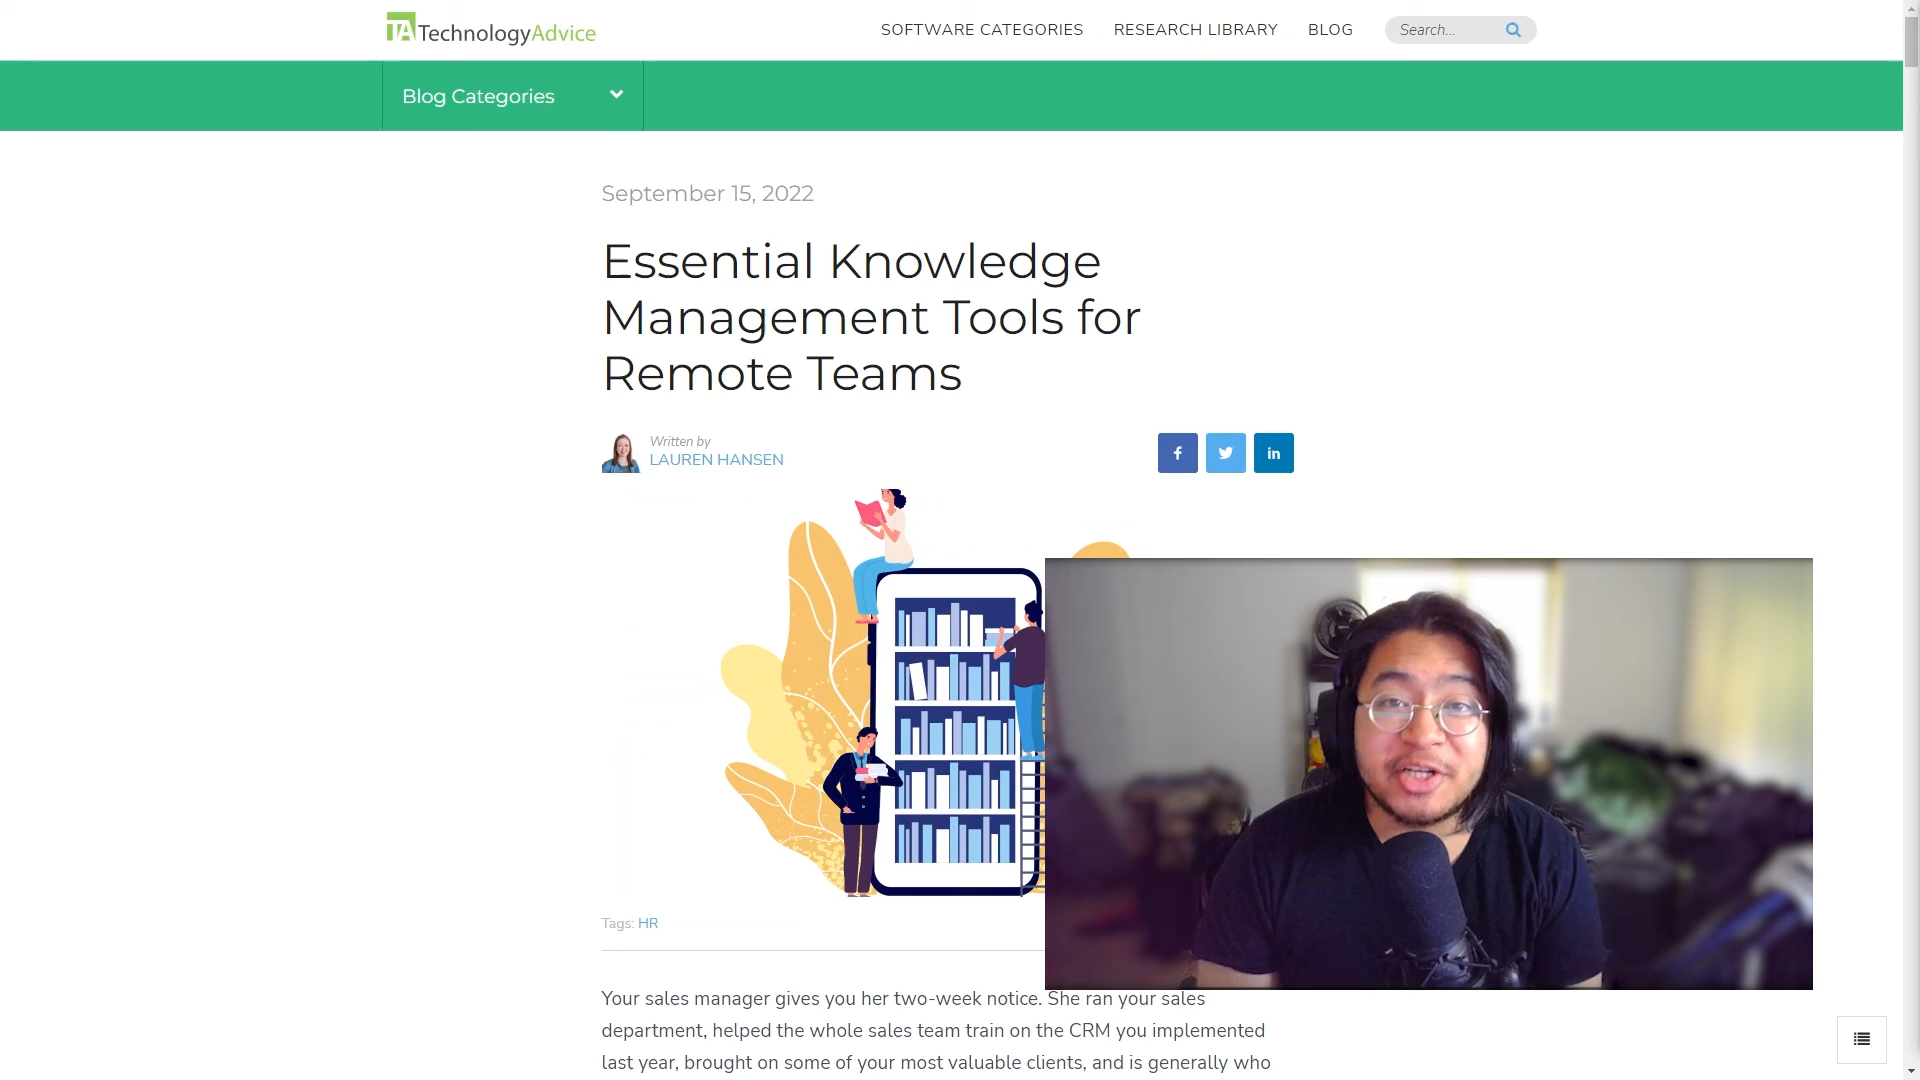 TA TechnologyAdvice
SOFTWARE CATEGORIES RESEARCH LIBRARY BLOG Search...
Blog Categories
September 15, 2022
Essential Knowledge
Management Tools for
Remote Teams
Written by
LAUREN HANSEN
f in
Tags: HR
Your sales manager gives you her two-week notice. She ran your sales
department, helped the whole sales team train on the CRM you implemented
last year, brought on some of your most valuable clients, and is generally who